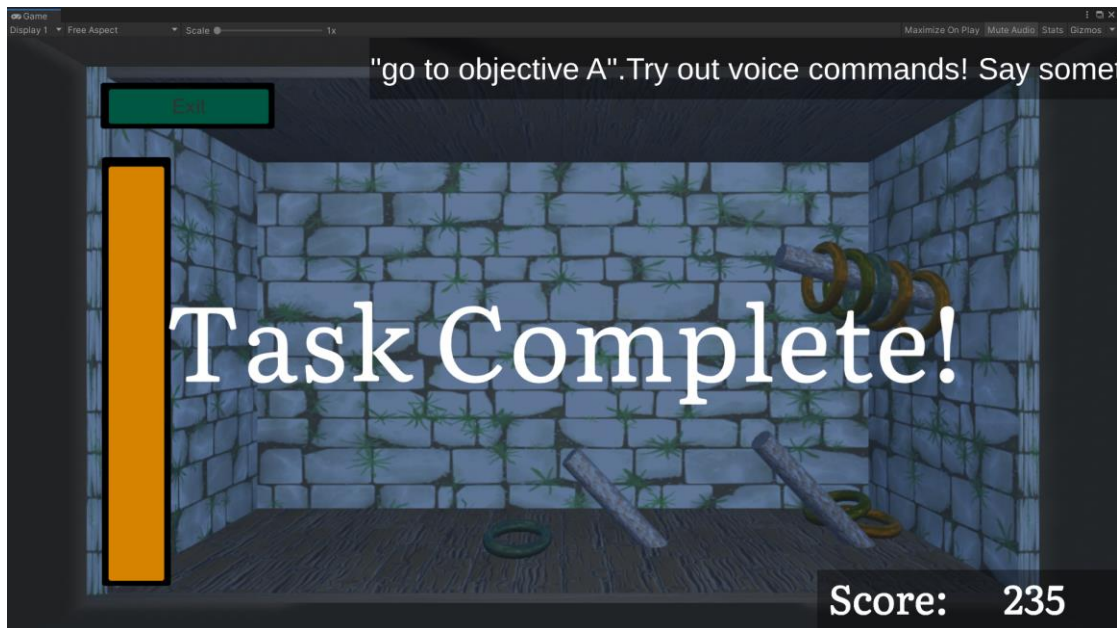 Game
Display 1 Free Aspect Scale 1x Maximize On Play Mute Audio Stats Gizmos
"go to objective A".Try out voice commands! Say
Exit
Task Complete!
Score: 235